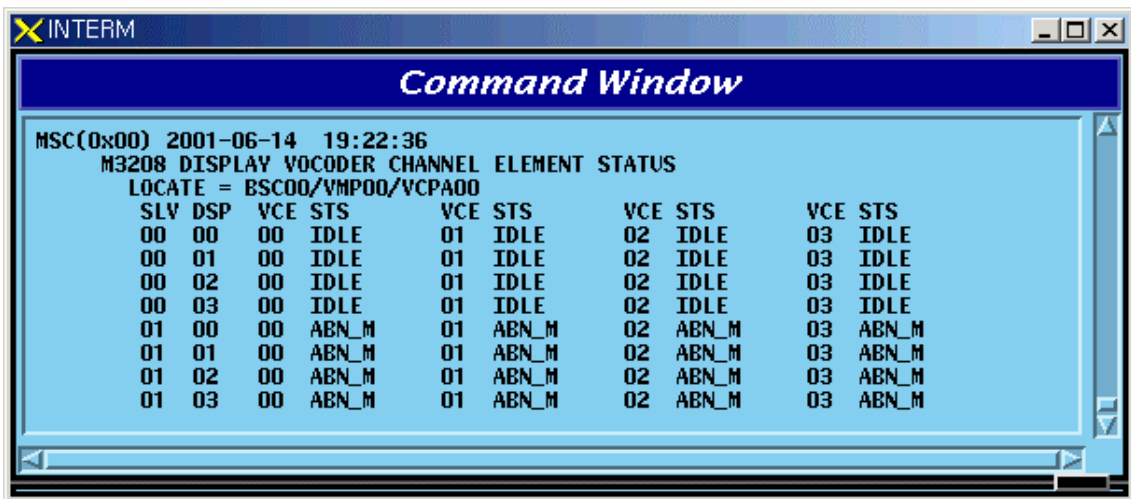 INTERM
Command Window
MSC(0x00) 2001-06-14 19:22:36
M3208 DISPLAY VOCODER CHANNEL ELEMENT STATUS
LOCATE = BSC00/VMP00/VCPA00
SLV DSP VCE STS VCE STS VCE STS VCE STS
00 00 00 IDLE 01 IDLE 02 IDLE 03 IDLE
00 01 00 IDLE 01 IDLE 02 IDLE 03 IDLE
00 02 00 IDLE 01 IDLE 02 IDLE 03 IDLE
00 03 00 IDLE 01 IDLE 02 IDLE 03 IDLE
01 00 00 ABN_M 01 ABN_M 02 ABN_M 03 ABN_M
01 01 00 ABN_M 01 ABN_M 02 ABN_M 03 ABN_M
01 02 00 ABN_M 01 ABN_M 02 ABN_M 03 ABN_M
01 03 00 ABN_M 01 ABN_M 02 ABN_M 03 ABN_M